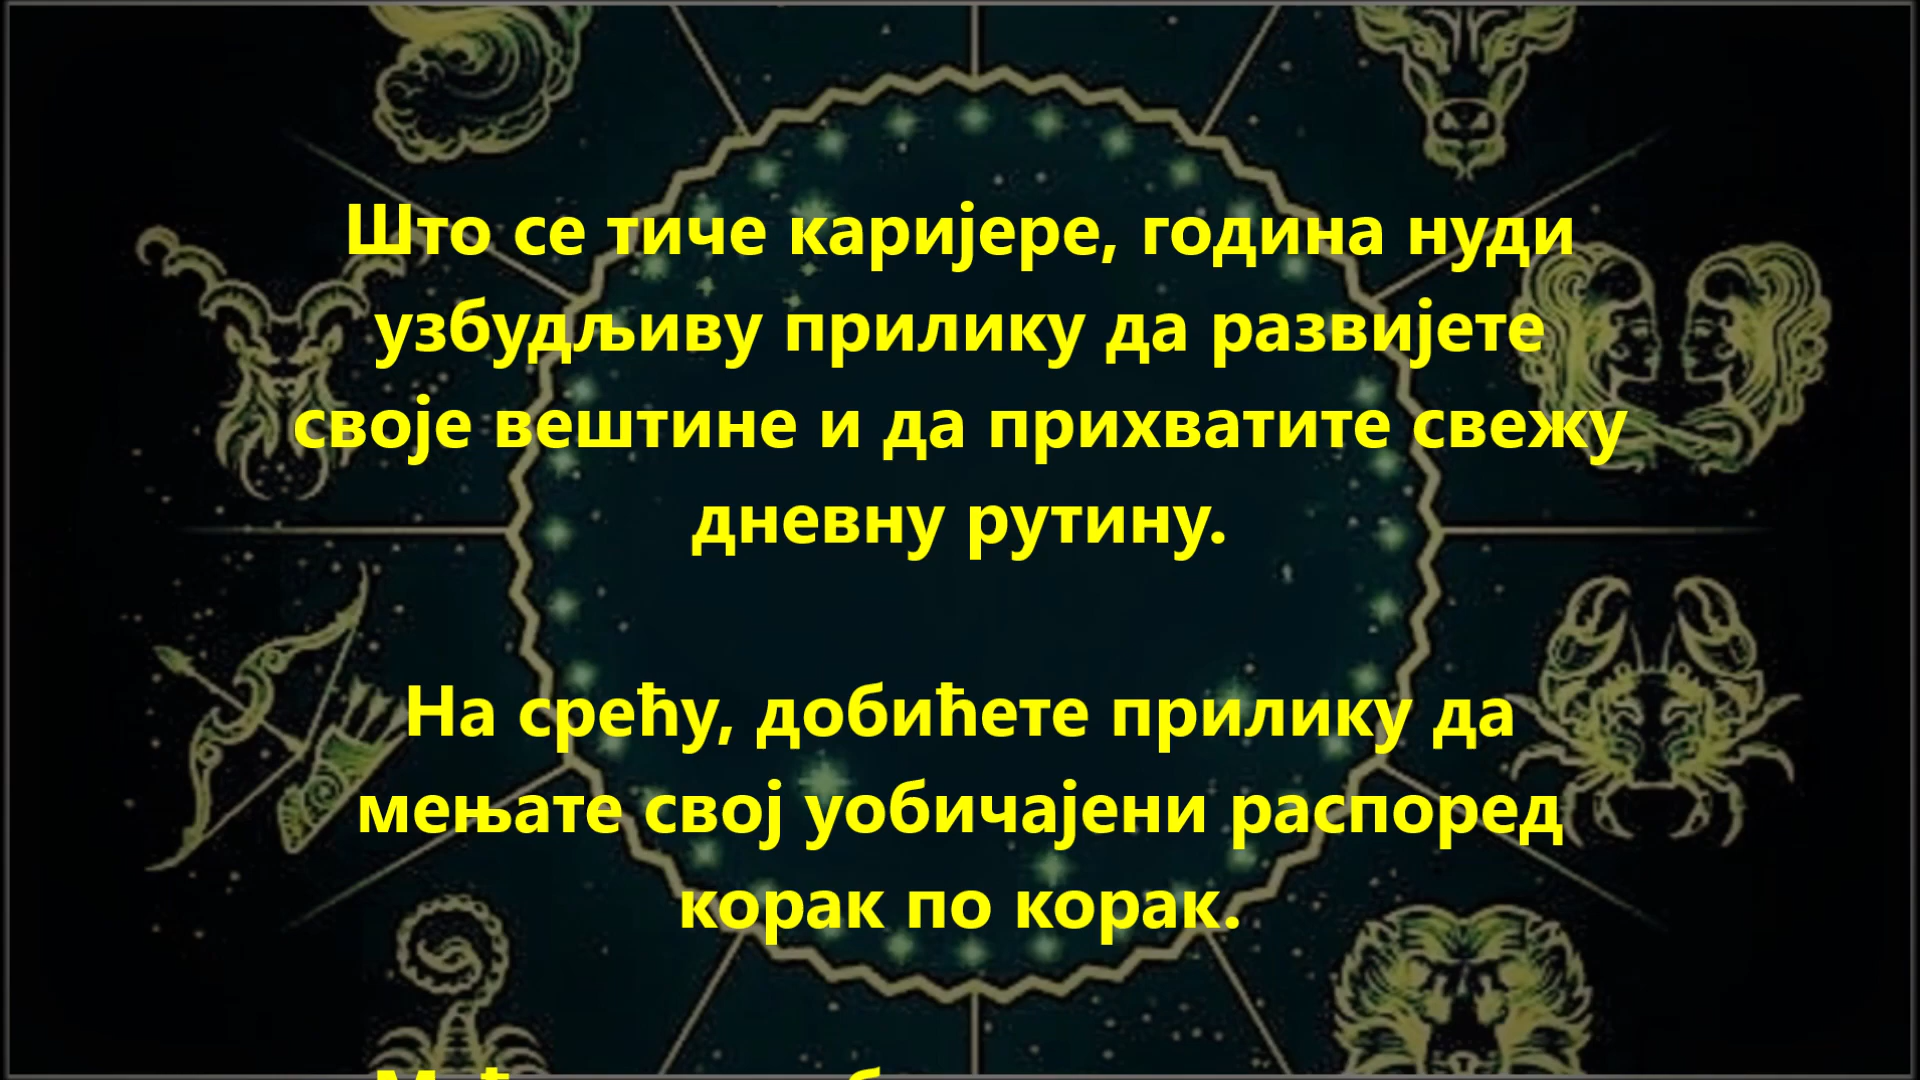 Што се тиче каријере, година нуди
узбудљиву прилику да развијете
своје вештине и да прихватите свежу
дневну рутину.
На срећу, добићете прилику да
мењате свој уобичајени распоред
корак по корак.